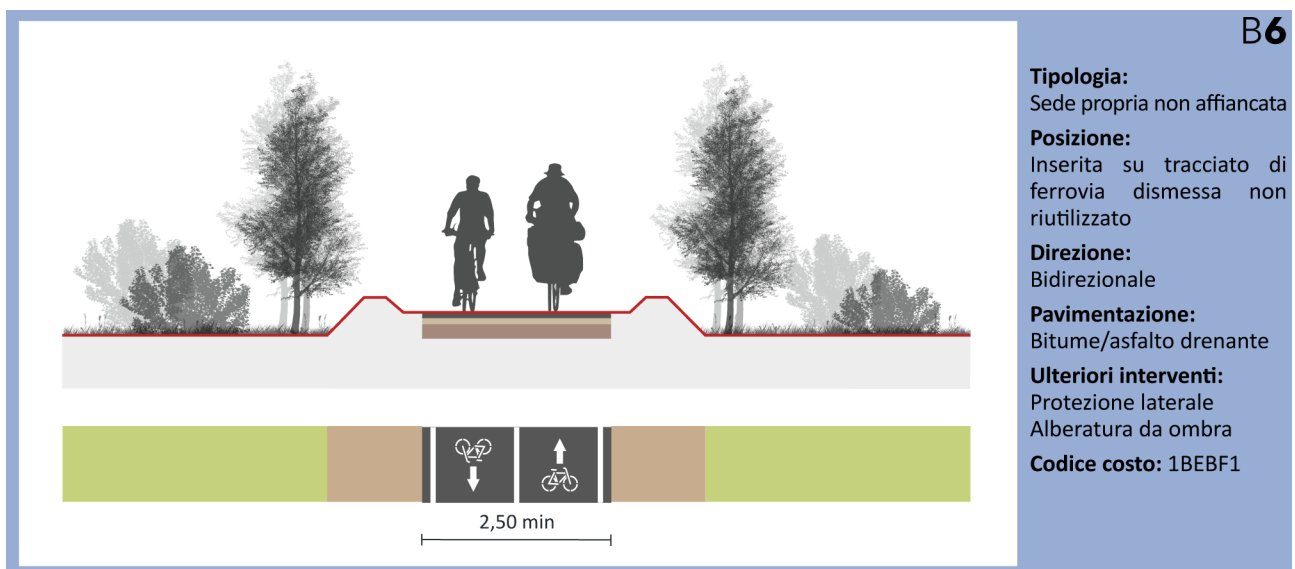 B6
Tipologia:
Sede propria non affiancata
Posizione:
Inserita su tracciato di
ferrovia dismessa non
riutilizzato
Direzione:
Bidirezionale
Pavimentazione:
Bitume/asfalto drenante
Ulteriori interventi:
Protezione laterale
Alberatura da ombra
Codice costo: 1BEBF1
2,50 min